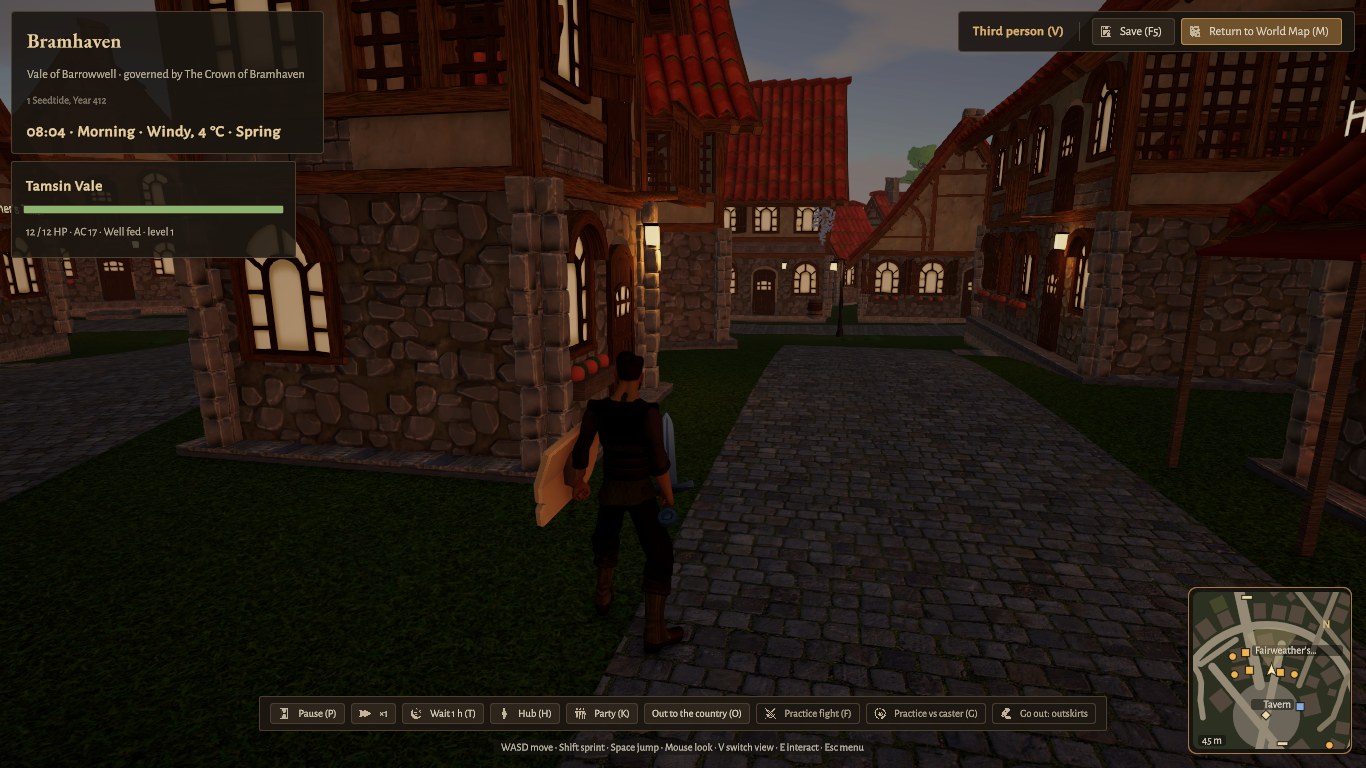 Bramhaven
Vale of Barrowwell · governed by The Crown of Bramhaven
1 Seedtide, Year 412
08:04 · Morning · Windy, 4 °C · Spring
Tamsin Vale
12 / 12 HP · AC 17 · Well fed · level 1
Third person (V)
Save (F5)
Return to World Map (M)
H
Fairweather's...
N
Tavern
45 m
Pause (P)
×1
Wait 1 h (T)
Hub (H)
Party (K)
Out to the country (O)
Practice fight (F)
Practice vs caster (G)
Go out: outskirts
WASD move · Shift sprint · Space jump · Mouse look · V switch view · E interact · Esc menu